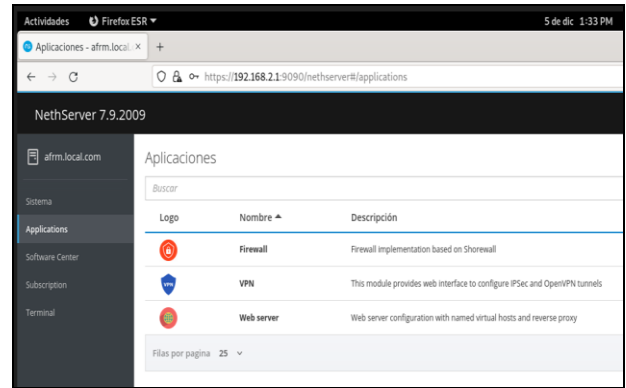 Actividades Firefox ESR 5 de dic 1:33 PM
Aplicaciones - afrm.local. × +
https://192.168.2.1:9090/nethserver#/applications
NethServer 7.9.2009
afrm.local.com
Aplicaciones
Buscar
Sistema
Logo Nombre Descripción
Applications
Firewall Firewall implementation based on Shorewall
Software Center
Subscription
VPN VPN This module provides web interface to configure IPSec and OpenVPN tunnels
Terminal
Web server Web server configuration with named virtual hosts and reverse proxy
Filas por pagina 25